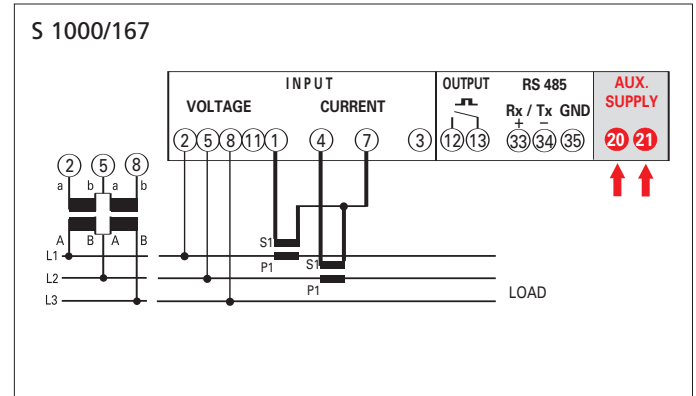 S 1000/167
INPUT
OUTPUT
RS 485
AUX. SUPPLY
VOLTAGE
CURRENT
Rx / Tx GND
+ −
2 5 8 11 1 4 7 3 12 13 33 34 35 20 21
2 5 8
a b a b
A B A B
S1
L1
P1
S1
L2
P1
L3
LOAD